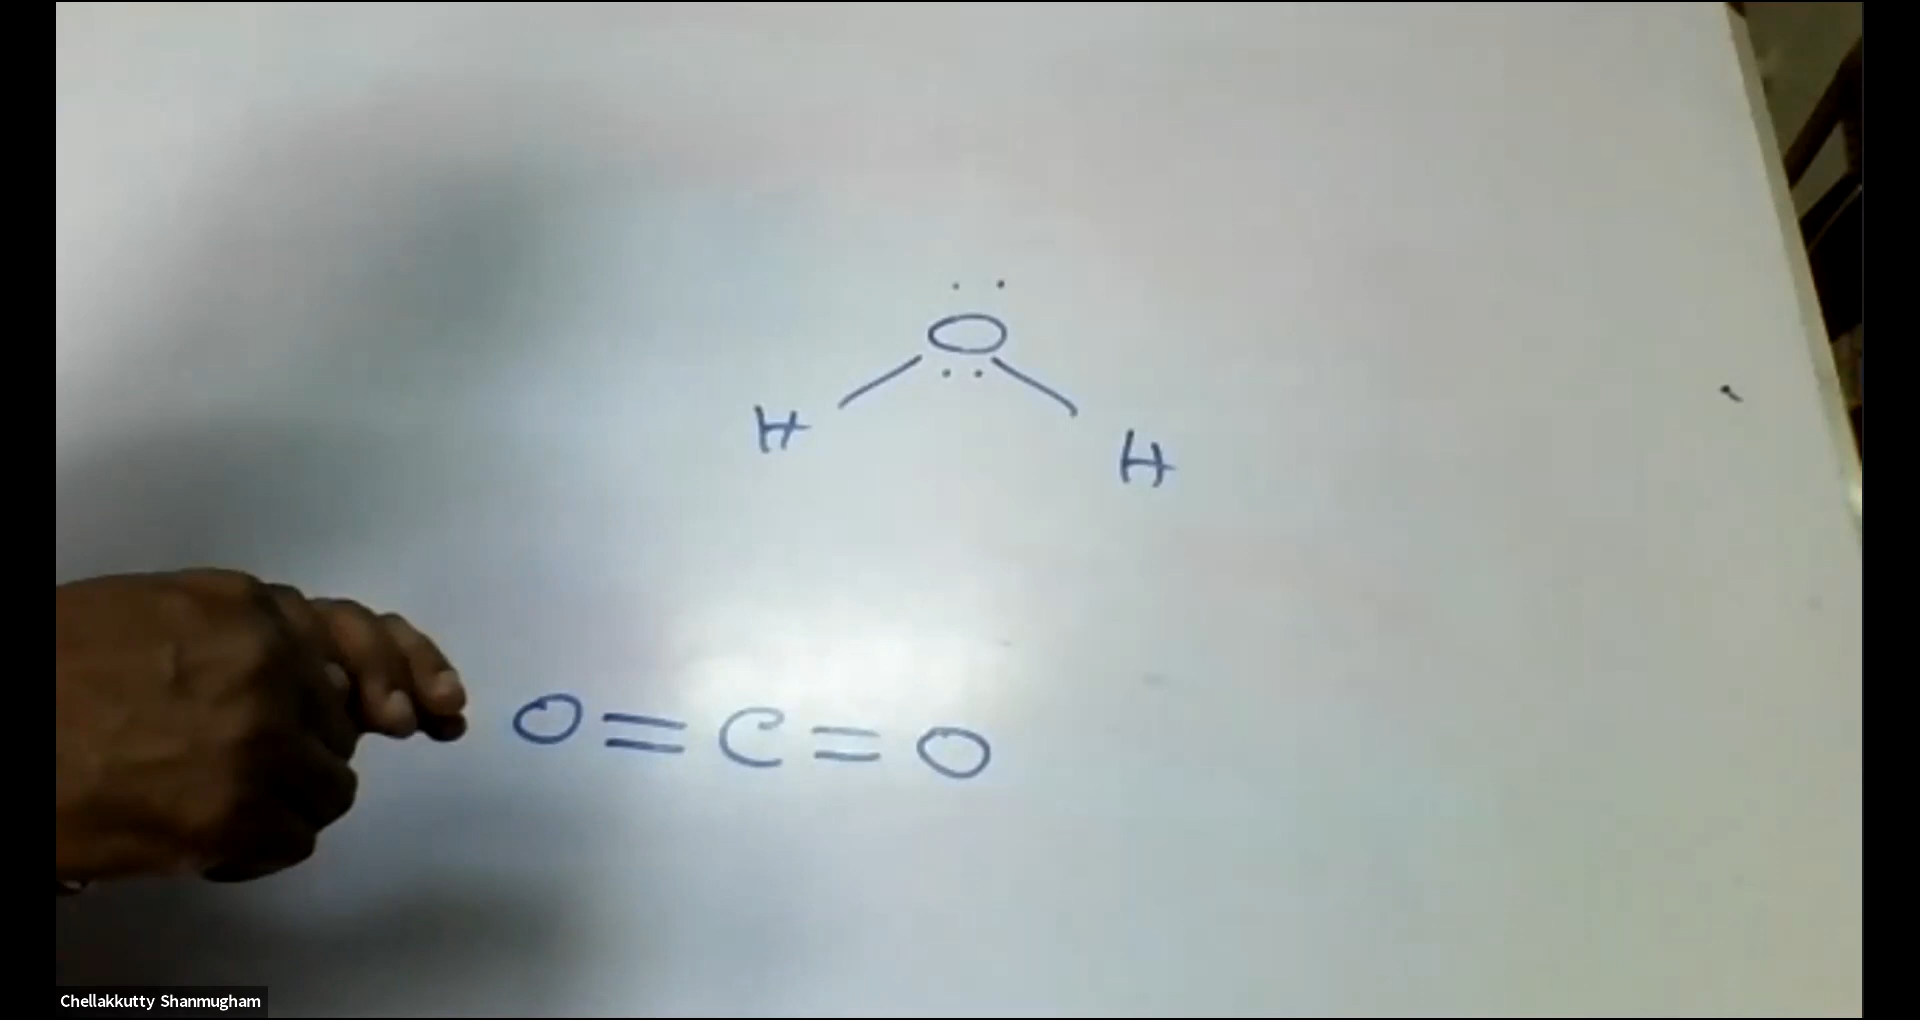 O
H H
O = C = O
Chellakkutty Shanmugham